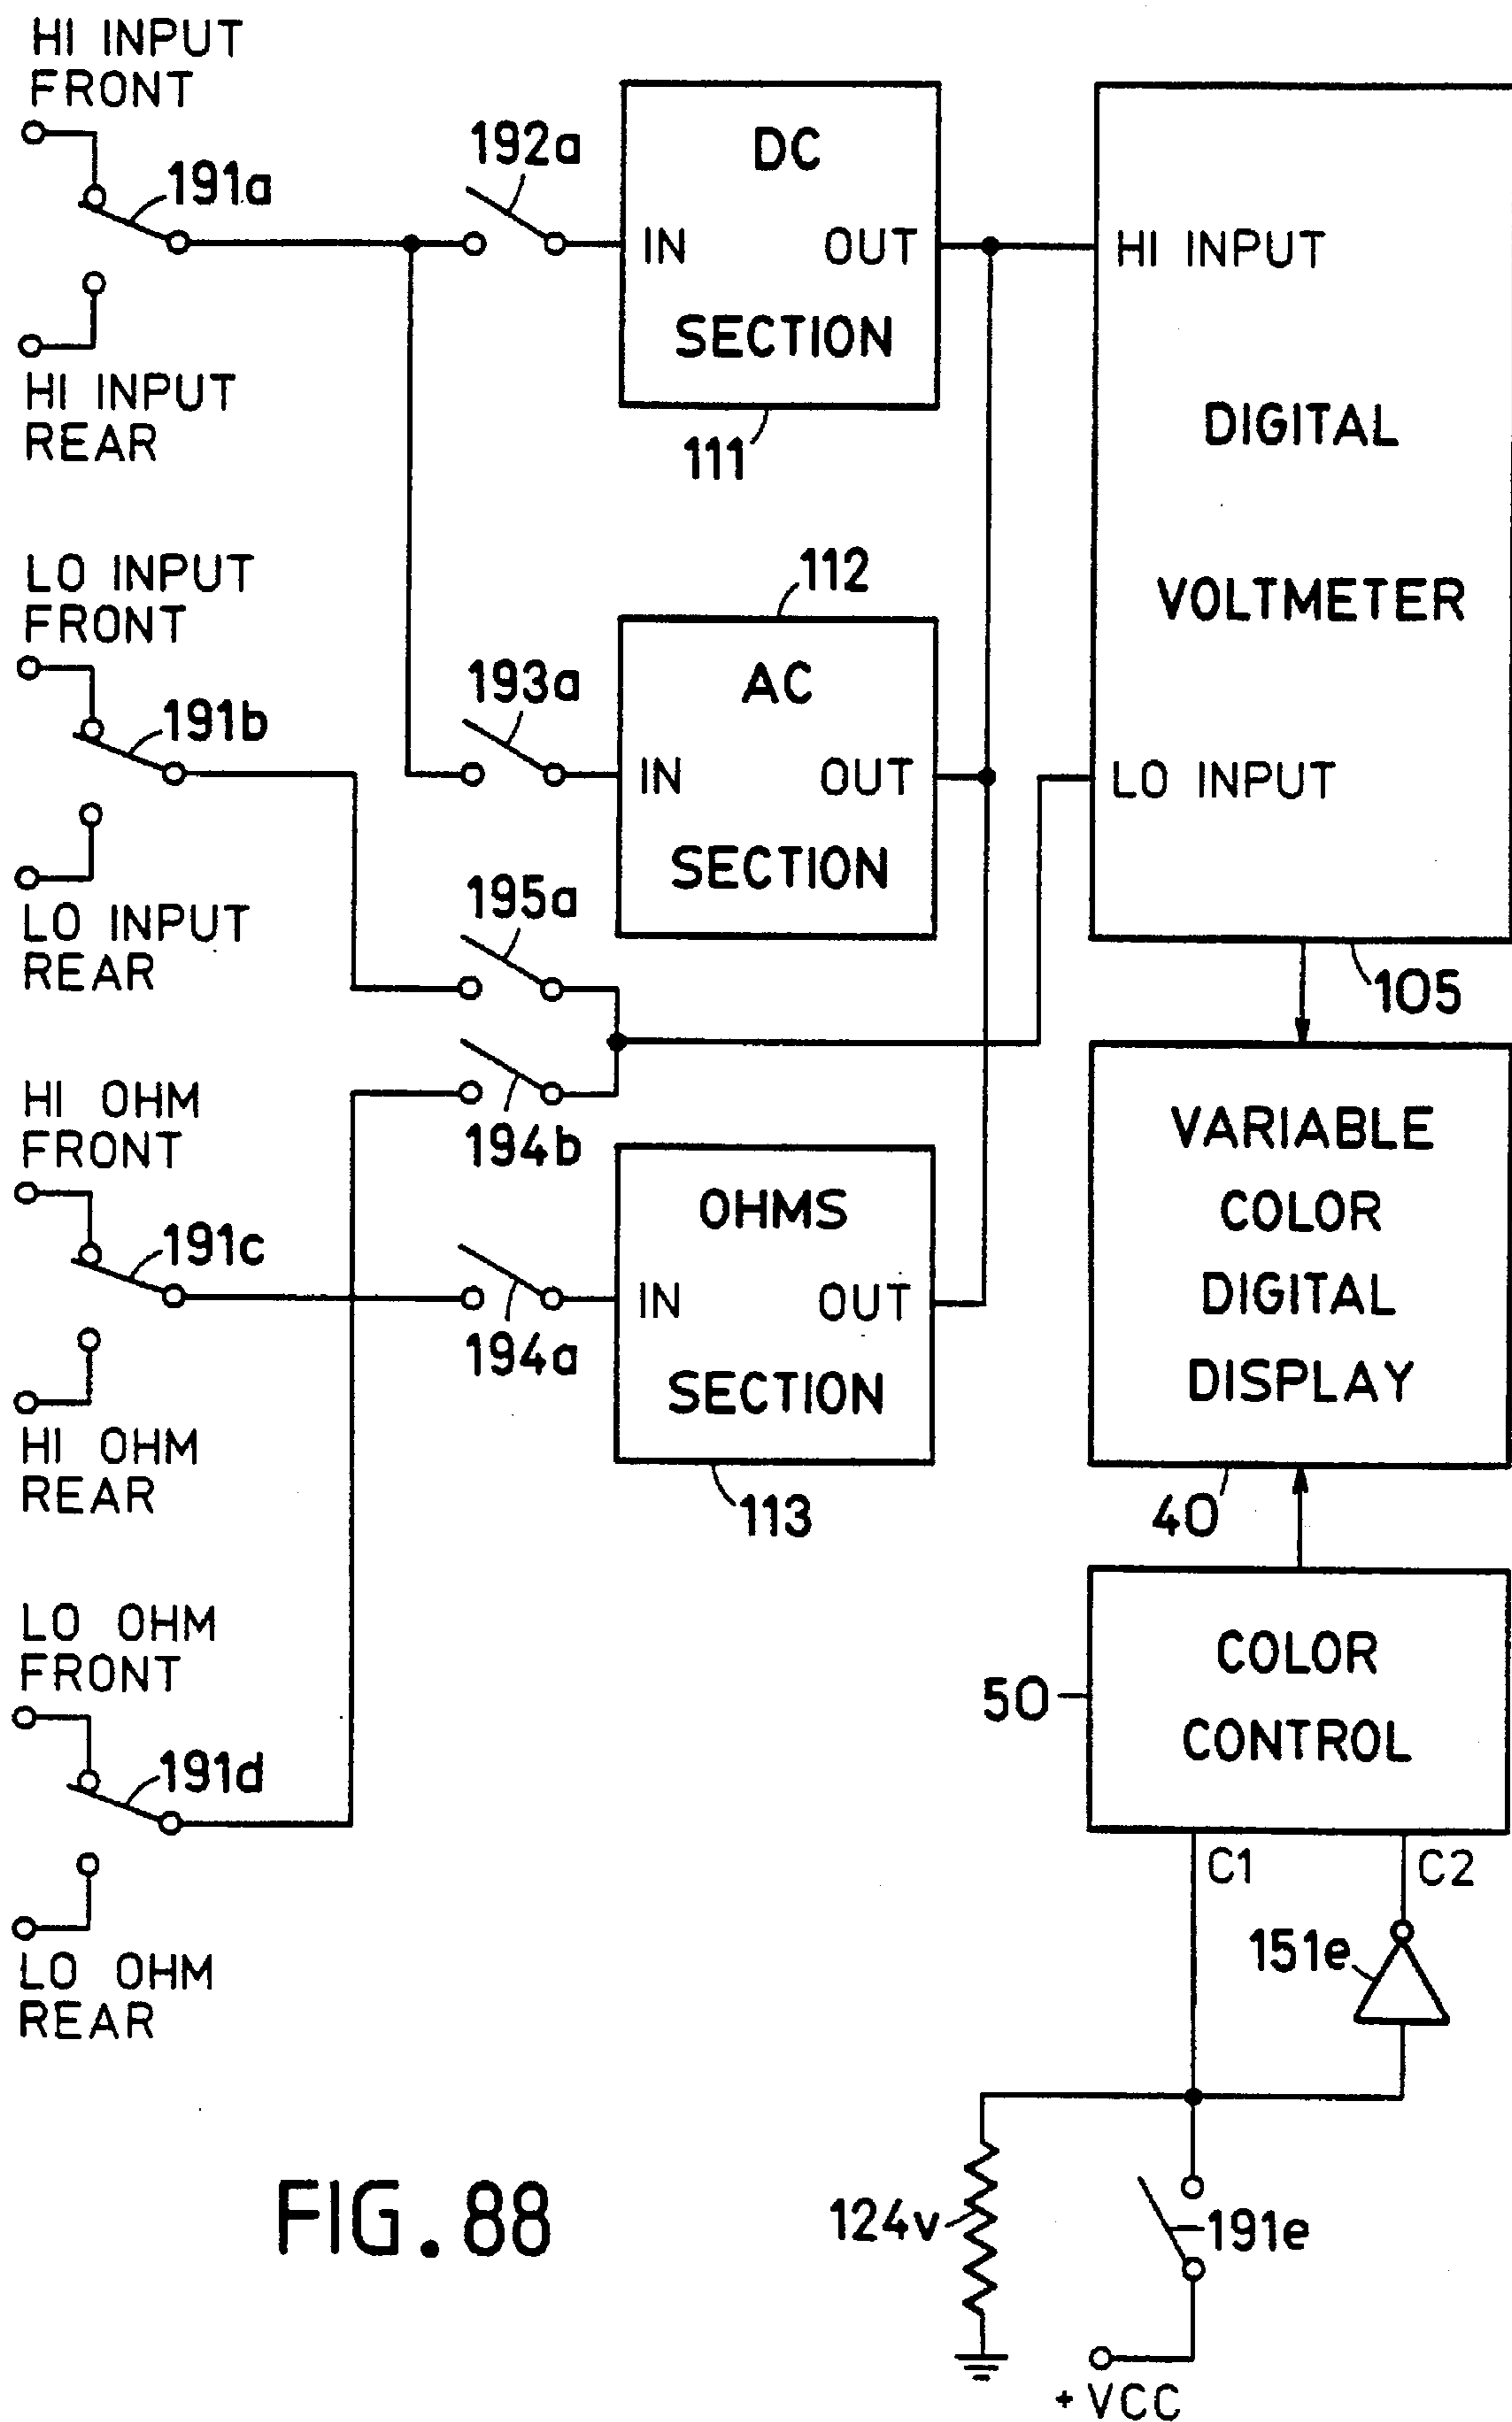 HI INPUT
FRONT
191a
HI INPUT
REAR
192a
DC
IN OUT
SECTION
111
HI INPUT
DIGITAL
VOLTMETER
LO INPUT
105
LO INPUT
FRONT
191b
LO INPUT
REAR
193a
112
AC
IN OUT
SECTION
195a
194b
HI OHM
FRONT
191c
HI OHM
REAR
194a
OHMS
IN OUT
SECTION
113
VARIABLE
COLOR
DIGITAL
DISPLAY
40
LO OHM
FRONT
191d
LO OHM
REAR
COLOR
CONTROL
50
C1
C2
151e
124v
191e
+ VCC
FIG. 88